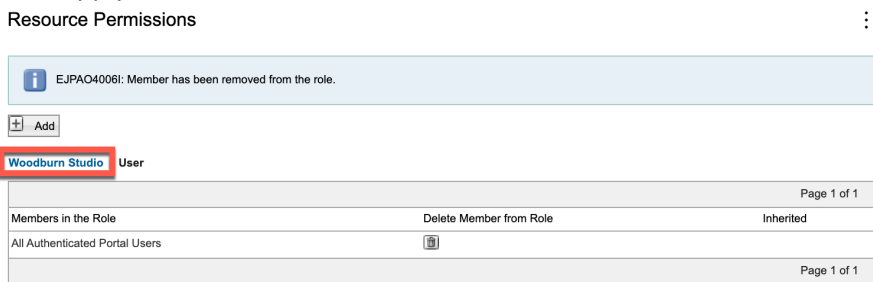 Resource Permissions
EJPAO4006I: Member has been removed from the role.
Add
Woodburn Studio User
Page 1 of 1
Members in the Role Delete Member from Role Inherited
All Authenticated Portal Users
Page 1 of 1